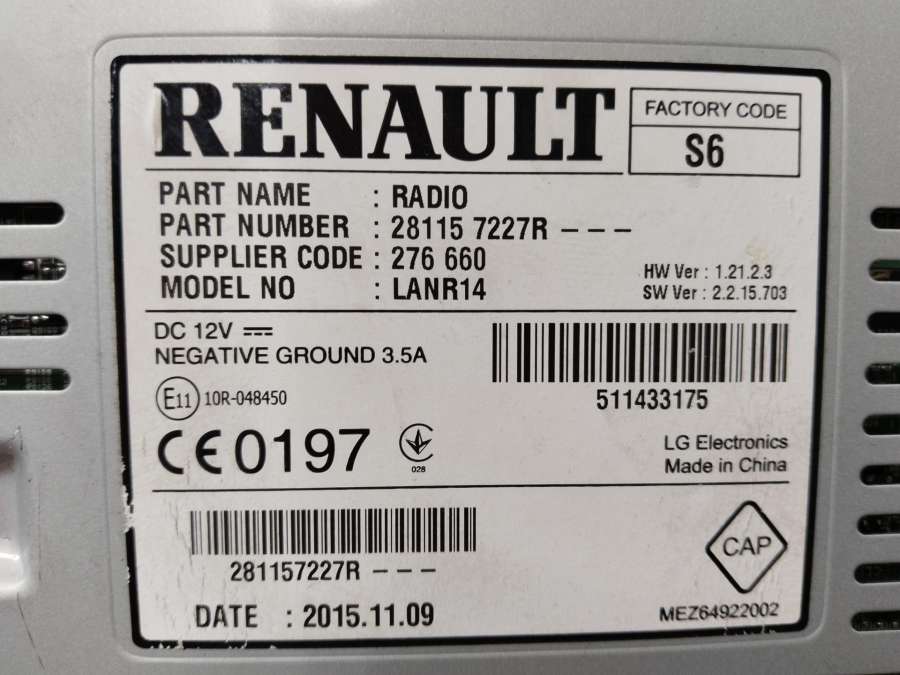 RENAULT
FACTORY CODE
S6
PART NAME : RADIO
PART NUMBER : 28115 7227R – – –
SUPPLIER CODE : 276 660
MODEL NO : LANR14
HW Ver : 1.21.2.3
SW Ver : 2.2.15.703
DC 12V
NEGATIVE GROUND 3.5A
511433175
E11 10R-048450
CE0197
028
LG Electronics
Made in China
281157227R – – –
CAP
DATE : 2015.11.09
MEZ64922002